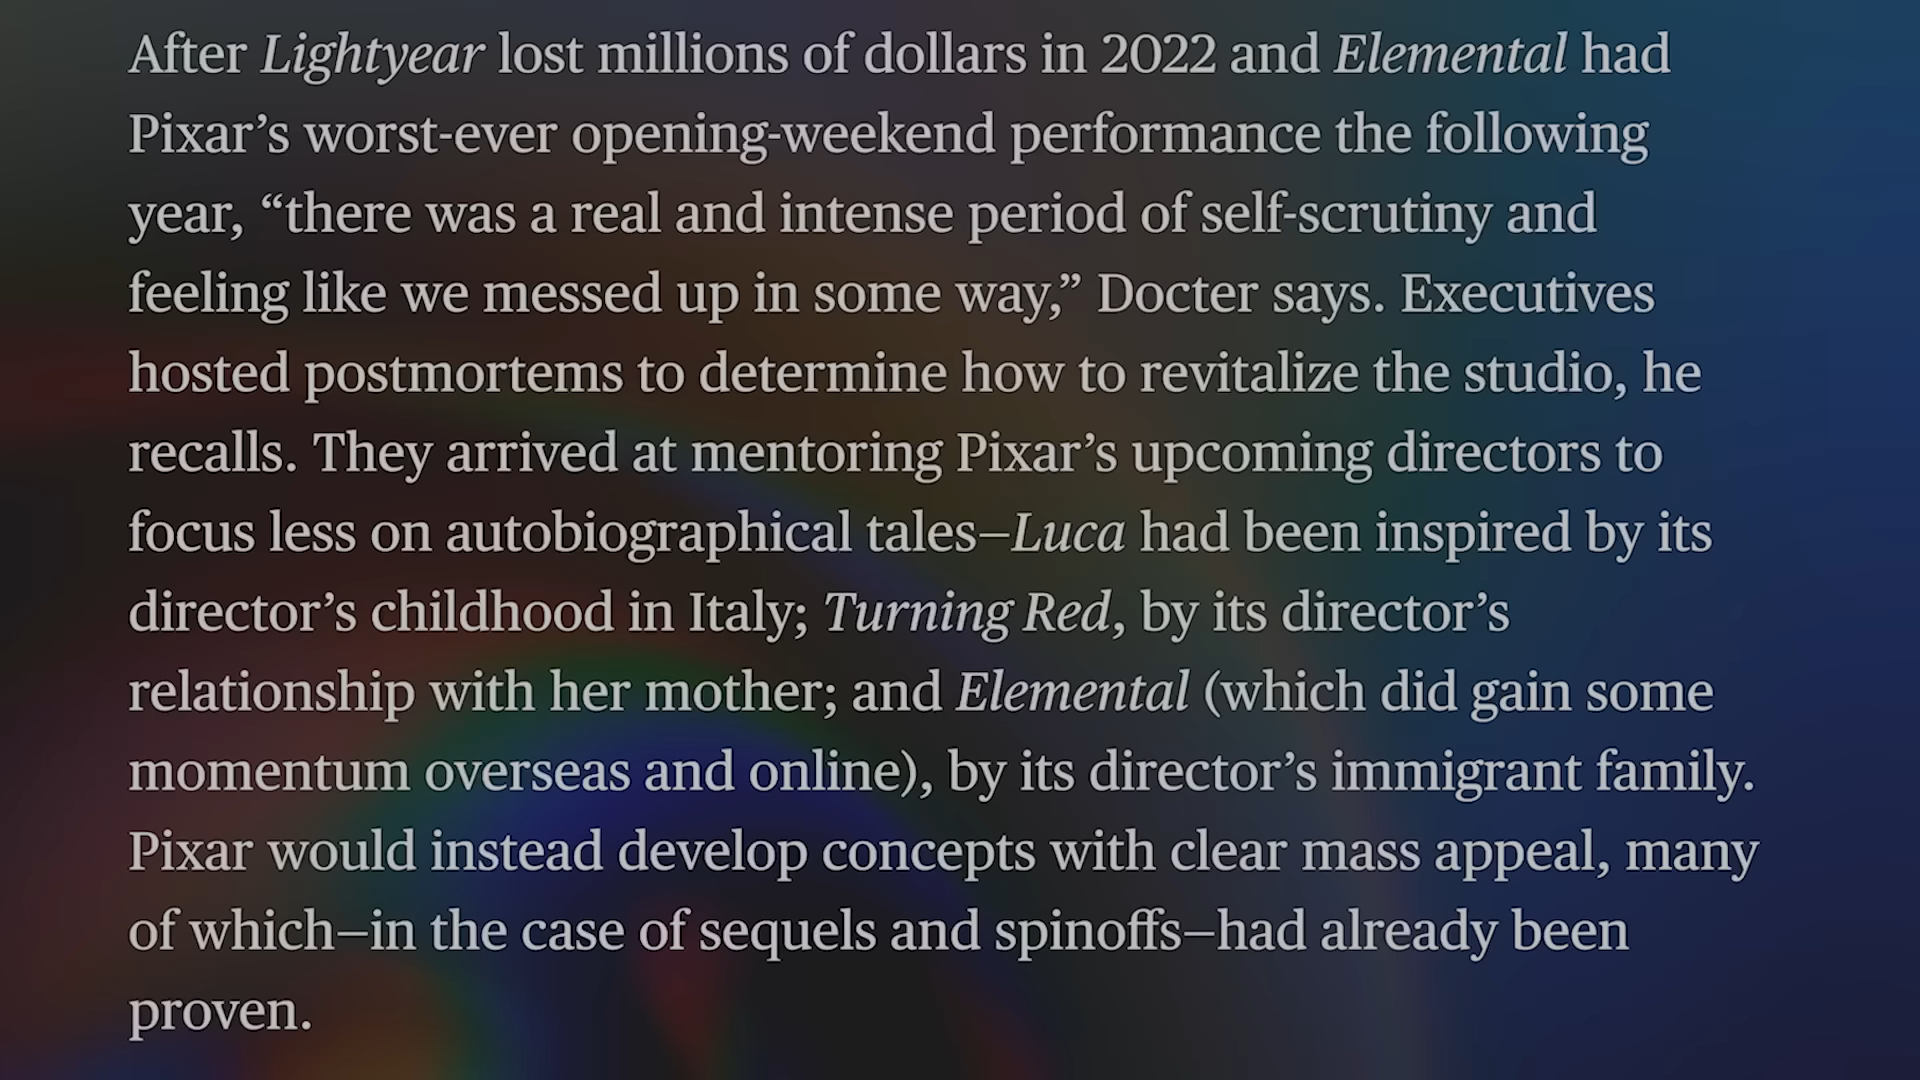 After Lightyear lost millions of dollars in 2022 and Elemental had
Pixar’s worst-ever opening-weekend performance the following
year, “there was a real and intense period of self-scrutiny and
feeling like we messed up in some way,” Docter says. Executives
hosted postmortems to determine how to revitalize the studio, he
recalls. They arrived at mentoring Pixar’s upcoming directors to
focus less on autobiographical tales—Luca had been inspired by its
director’s childhood in Italy; Turning Red, by its director’s
relationship with her mother; and Elemental (which did gain some
momentum overseas and online), by its director’s immigrant family.
Pixar would instead develop concepts with clear mass appeal, many
of which—in the case of sequels and spinoffs—had already been
proven.